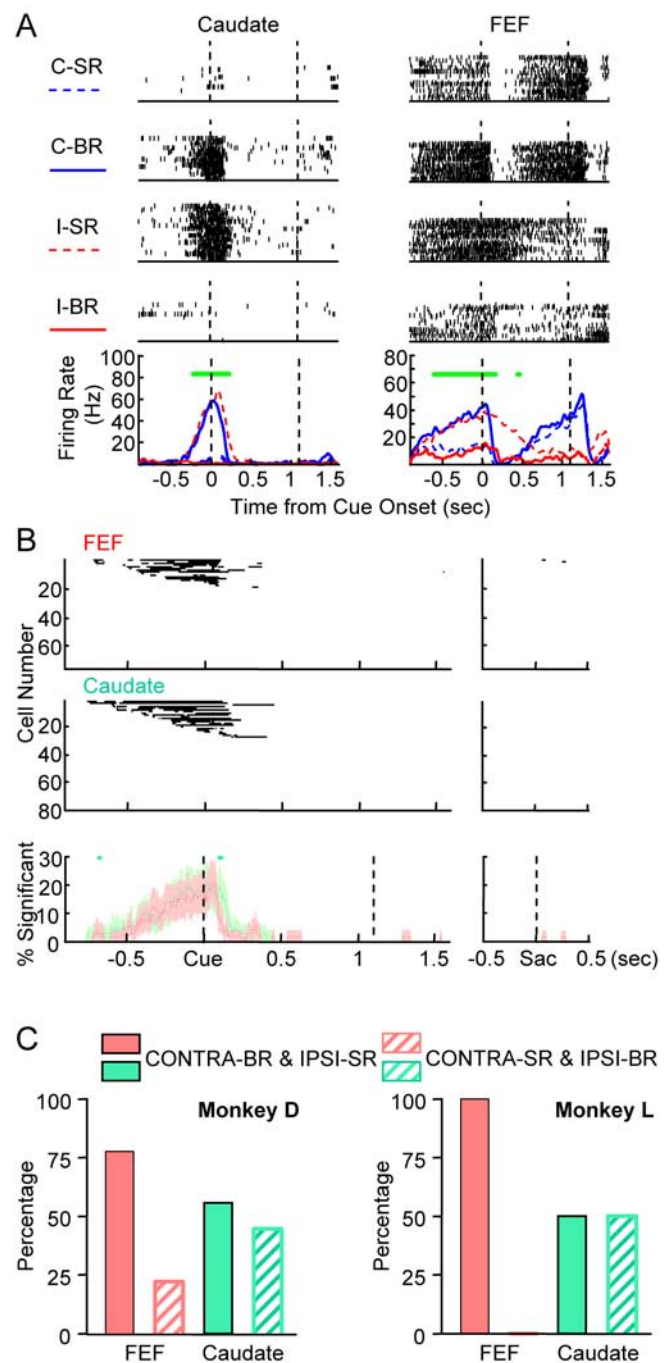 A
Caudate FEF
C-SR
C-BR
I-SR
I-BR
Firing Rate (Hz)
100
80
60
40
20
80
60
40
20
-0.5 0 0.5 1 1.5 -0.5 0 0.5 1 1.5
Time from Cue Onset (sec)
B
FEF
20
40
60
Cell Number
Caudate
20
40
60
80
% Significant
30
20
10
0
-0.5 Cue 0.5 1 1.5 -0.5 Sac 0.5 (sec)
C
CONTRA-BR & IPSI-SR CONTRA-SR & IPSI-BR
Monkey D Monkey L
Percentage
100
75
50
25
0
FEF Caudate
Percentage
100
75
50
25
0
FEF Caudate